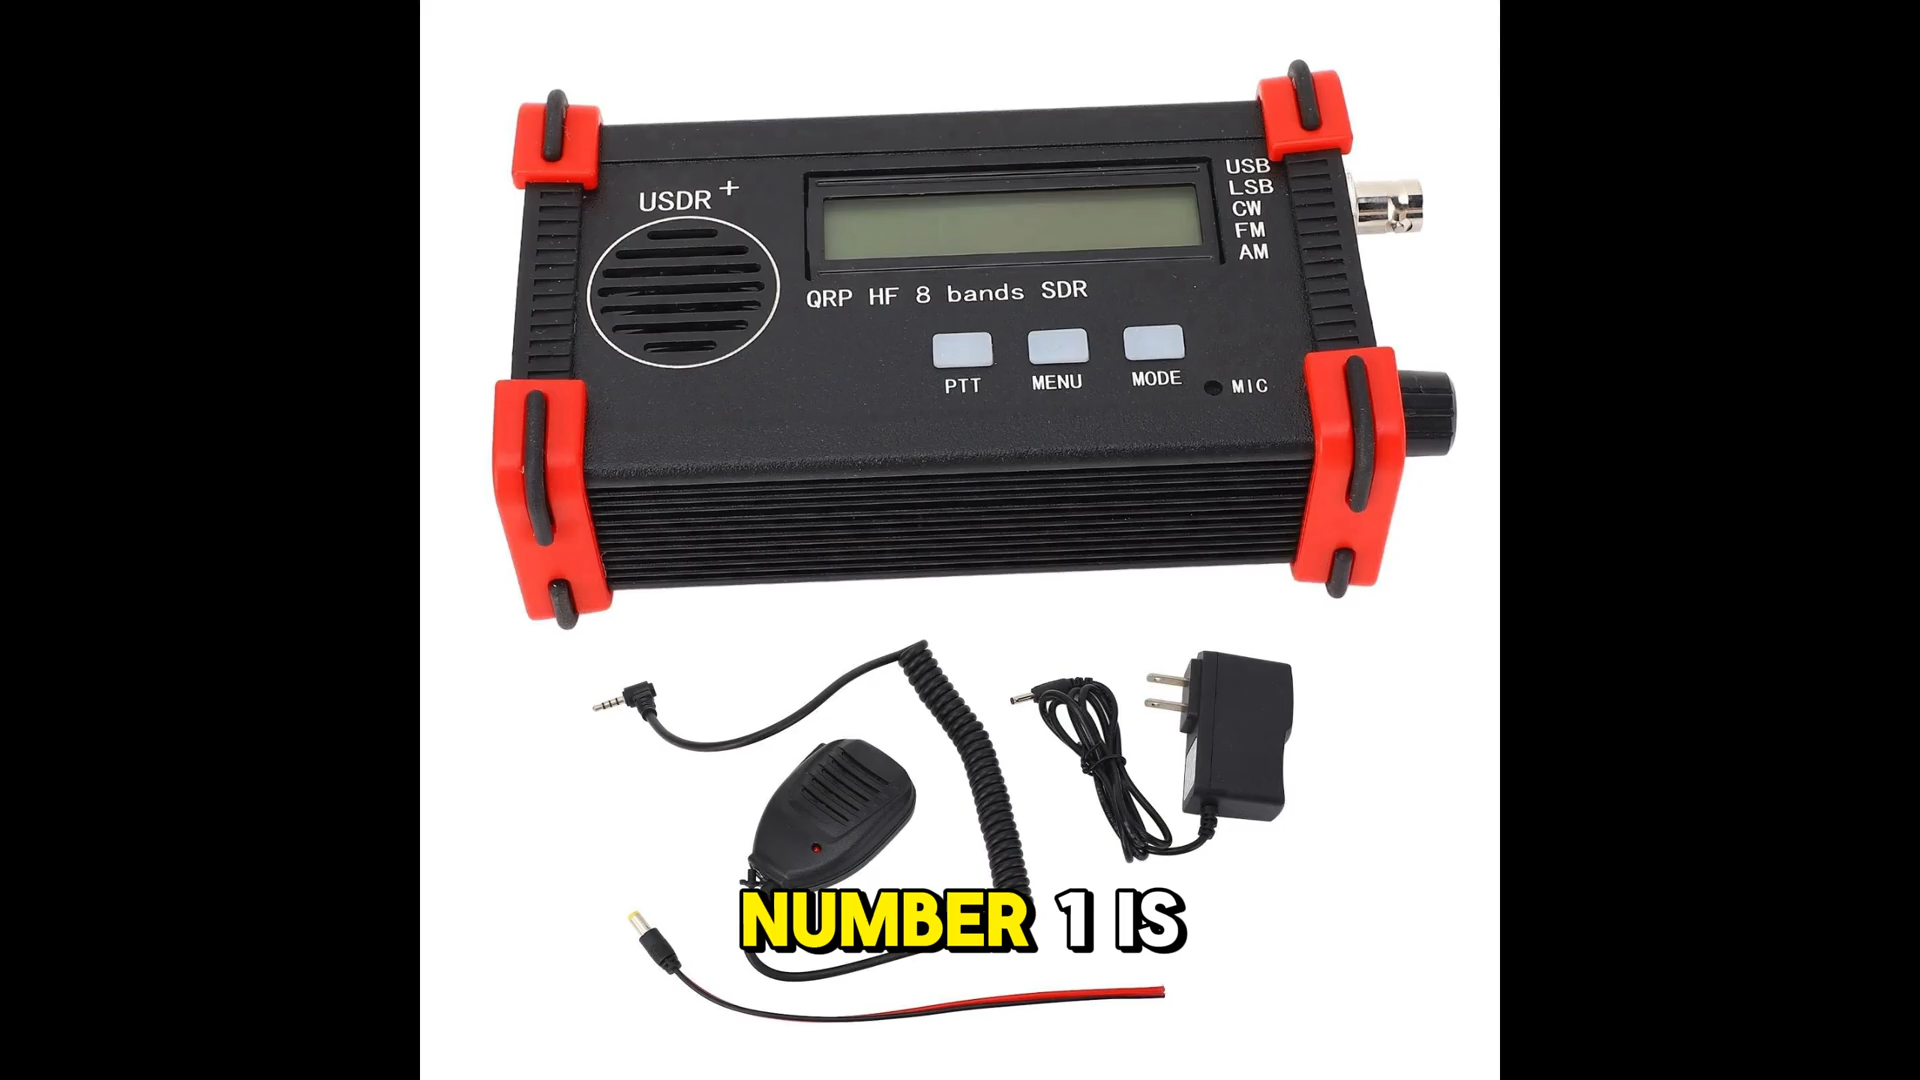 USDR+
USB
LSB
CW
FM
AM
QRP HF 8 bands SDR
PTT
MENU
MODE
MIC
NUMBER 1 IS